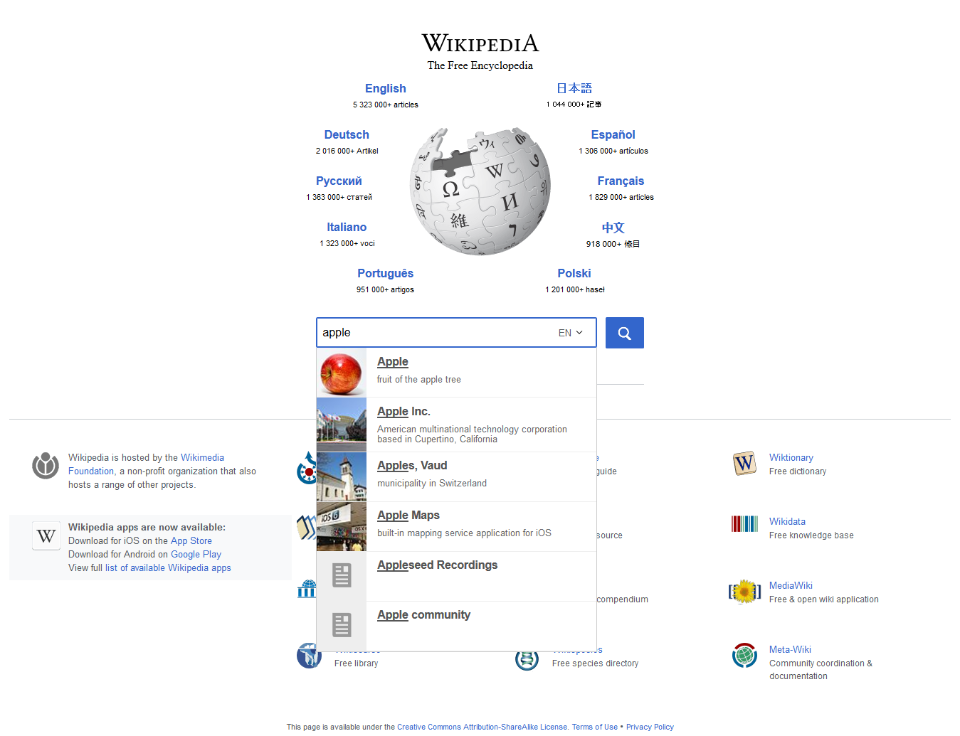 WIKIPEDIA
The Free Encyclopedia
English
5 323 000+ articles
日本語
1 044 000+ 記事
Deutsch
2 016 000+ Artikel
Español
1 306 000+ artículos
Русский
1 363 000+ статей
Français
1 829 000+ articles
Italiano
1 323 000+ voci
中文
918 000+ 條目
Português
951 000+ artigos
Polski
1 201 000+ haseł
Ω
W
И
維
ウィ
7
apple
EN
Apple
fruit of the apple tree
Apple Inc.
American multinational technology corporation
based in Cupertino, California
Apples, Vaud
municipality in Switzerland
Apple Maps
built-in mapping service application for iOS
Appleseed Recordings
Apple community
Wikipedia is hosted by the Wikimedia
Foundation, a non-profit organization that also
hosts a range of other projects.
W
Wikipedia apps are now available:
Download for iOS on the App Store
Download for Android on Google Play
View full list of available Wikipedia apps
iOS
guide
source
compendium
Free library
Free species directory
W
Wiktionary
Free dictionary
Wikidata
Free knowledge base
MediaWiki
Free & open wiki application
Meta-Wiki
Community coordination &
documentation
This page is available under the Creative Commons Attribution-ShareAlike License. Terms of Use • Privacy Policy